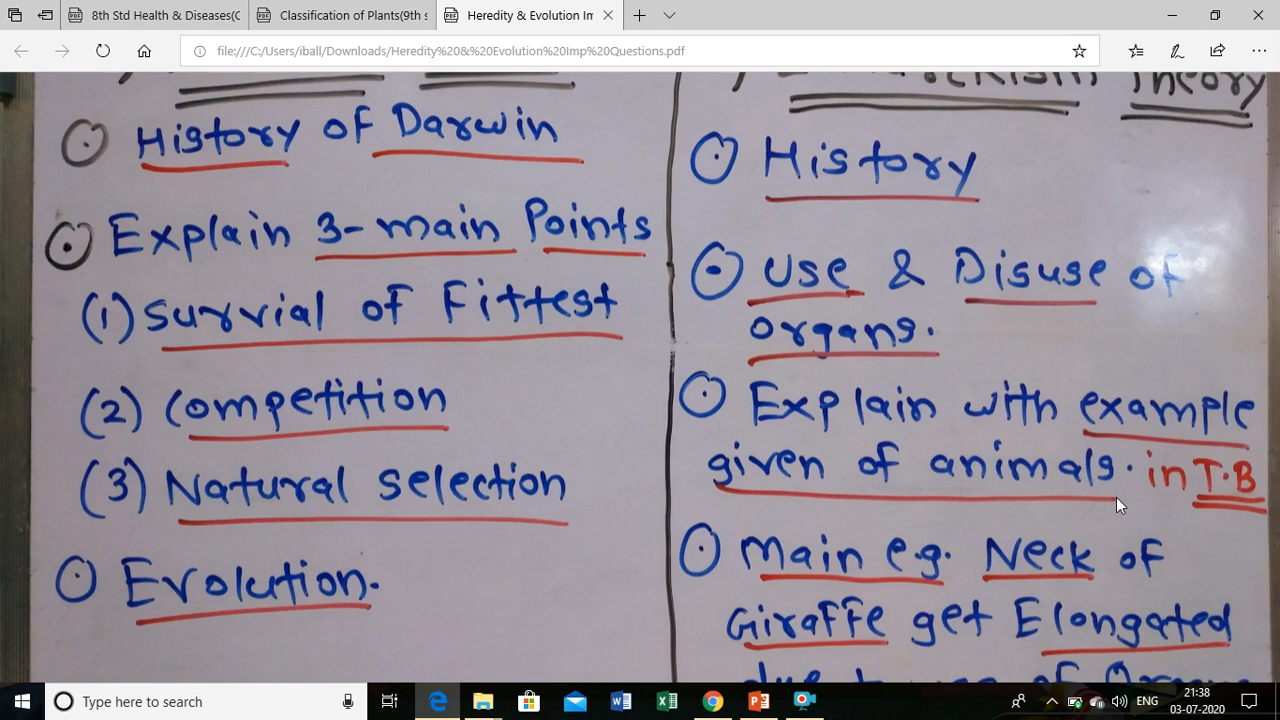 8th Std Health & Diseases(C
Classification of Plants(9th s
Heredity & Evolution Im
file:///C:/Users/iball/Downloads/Heredity%20&%20Evolution%20Imp%20Questions.pdf
History of Darwin
Explain 3-main Points
(1) Survial of Fittest
(2) Competition
(3) Natural selection
Evolution.
Theory
History
Use & Disuse of
organs.
Explain with example
given of animals. in T.B
Main e.g. Neck of
Giraffe get Elongated
Type here to search
ENG
21:38
03-07-2020